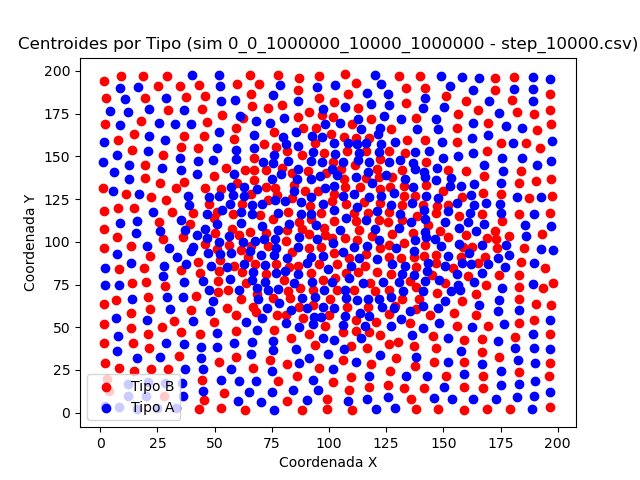 Centroides por Tipo (sim 0_0_1000000_10000_1000000 - step_10000.csv)
200
175
150
125
100
75
50
25
0
Coordenada Y
Tipo B
Tipo A
0 25 50 75 100 125 150 175 200
Coordenada X